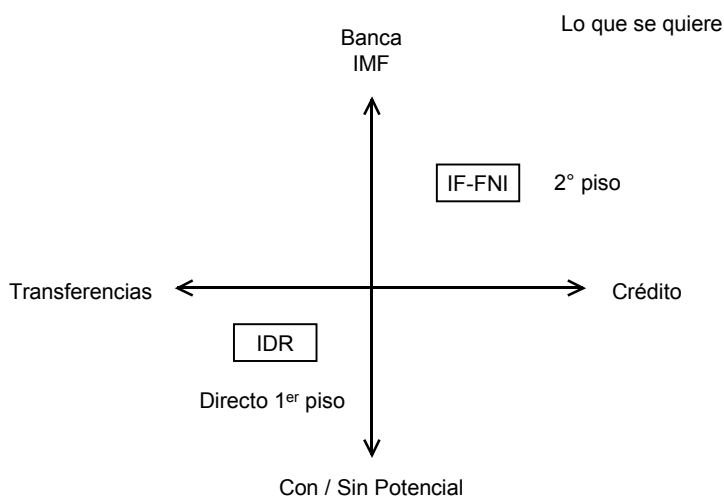 Lo que se quiere
Banca
IMF
IF-FNI
2° piso
Transferencias
Crédito
IDR
Directo 1er piso
Con / Sin Potencial